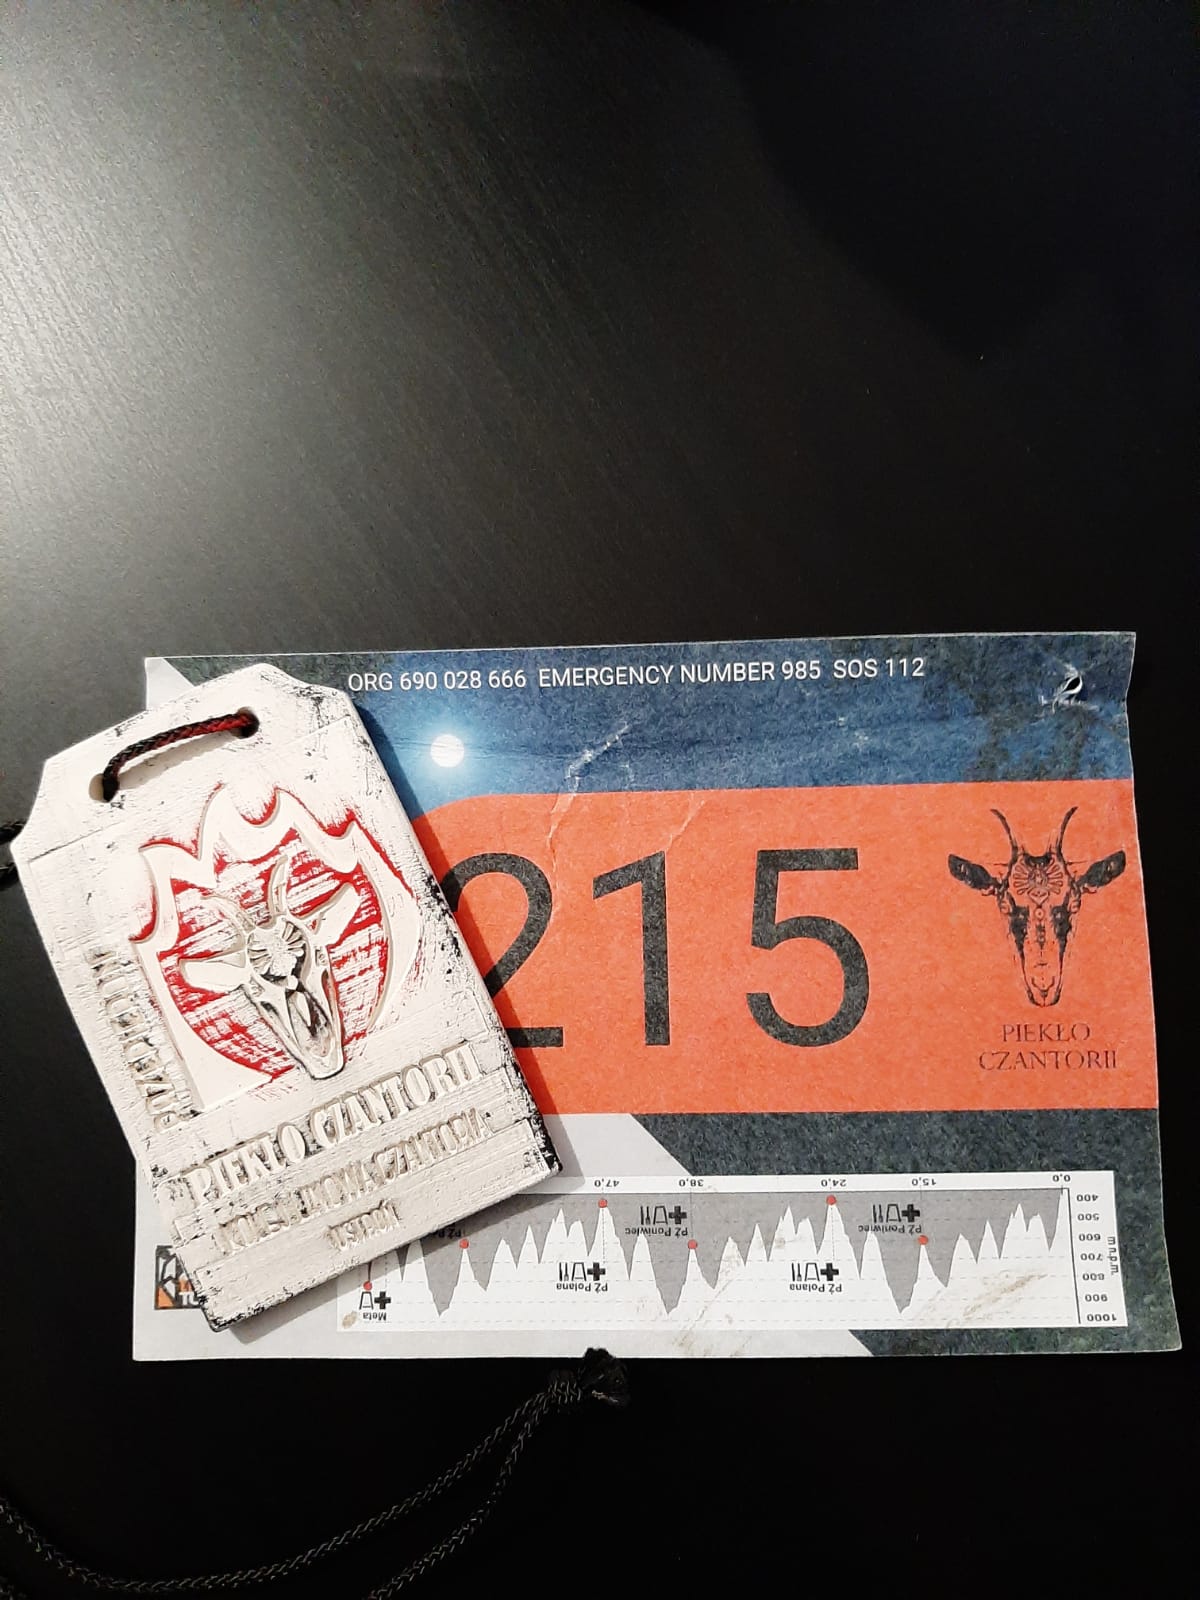 ORG 690 028 666 EMERGENCY NUMBER 985 SOS 112
215
PIEKŁO
CZANTORII
PIEKŁO CZANTORII
USTROŃ
0,0
15,0
24,0
38,0
47,0
400
500
600
700
800
900
1000
m n.p.m.
PŻ Poniwiec
PŻ Poniwiec
PŻ Polana
PŻ Polana
Meta